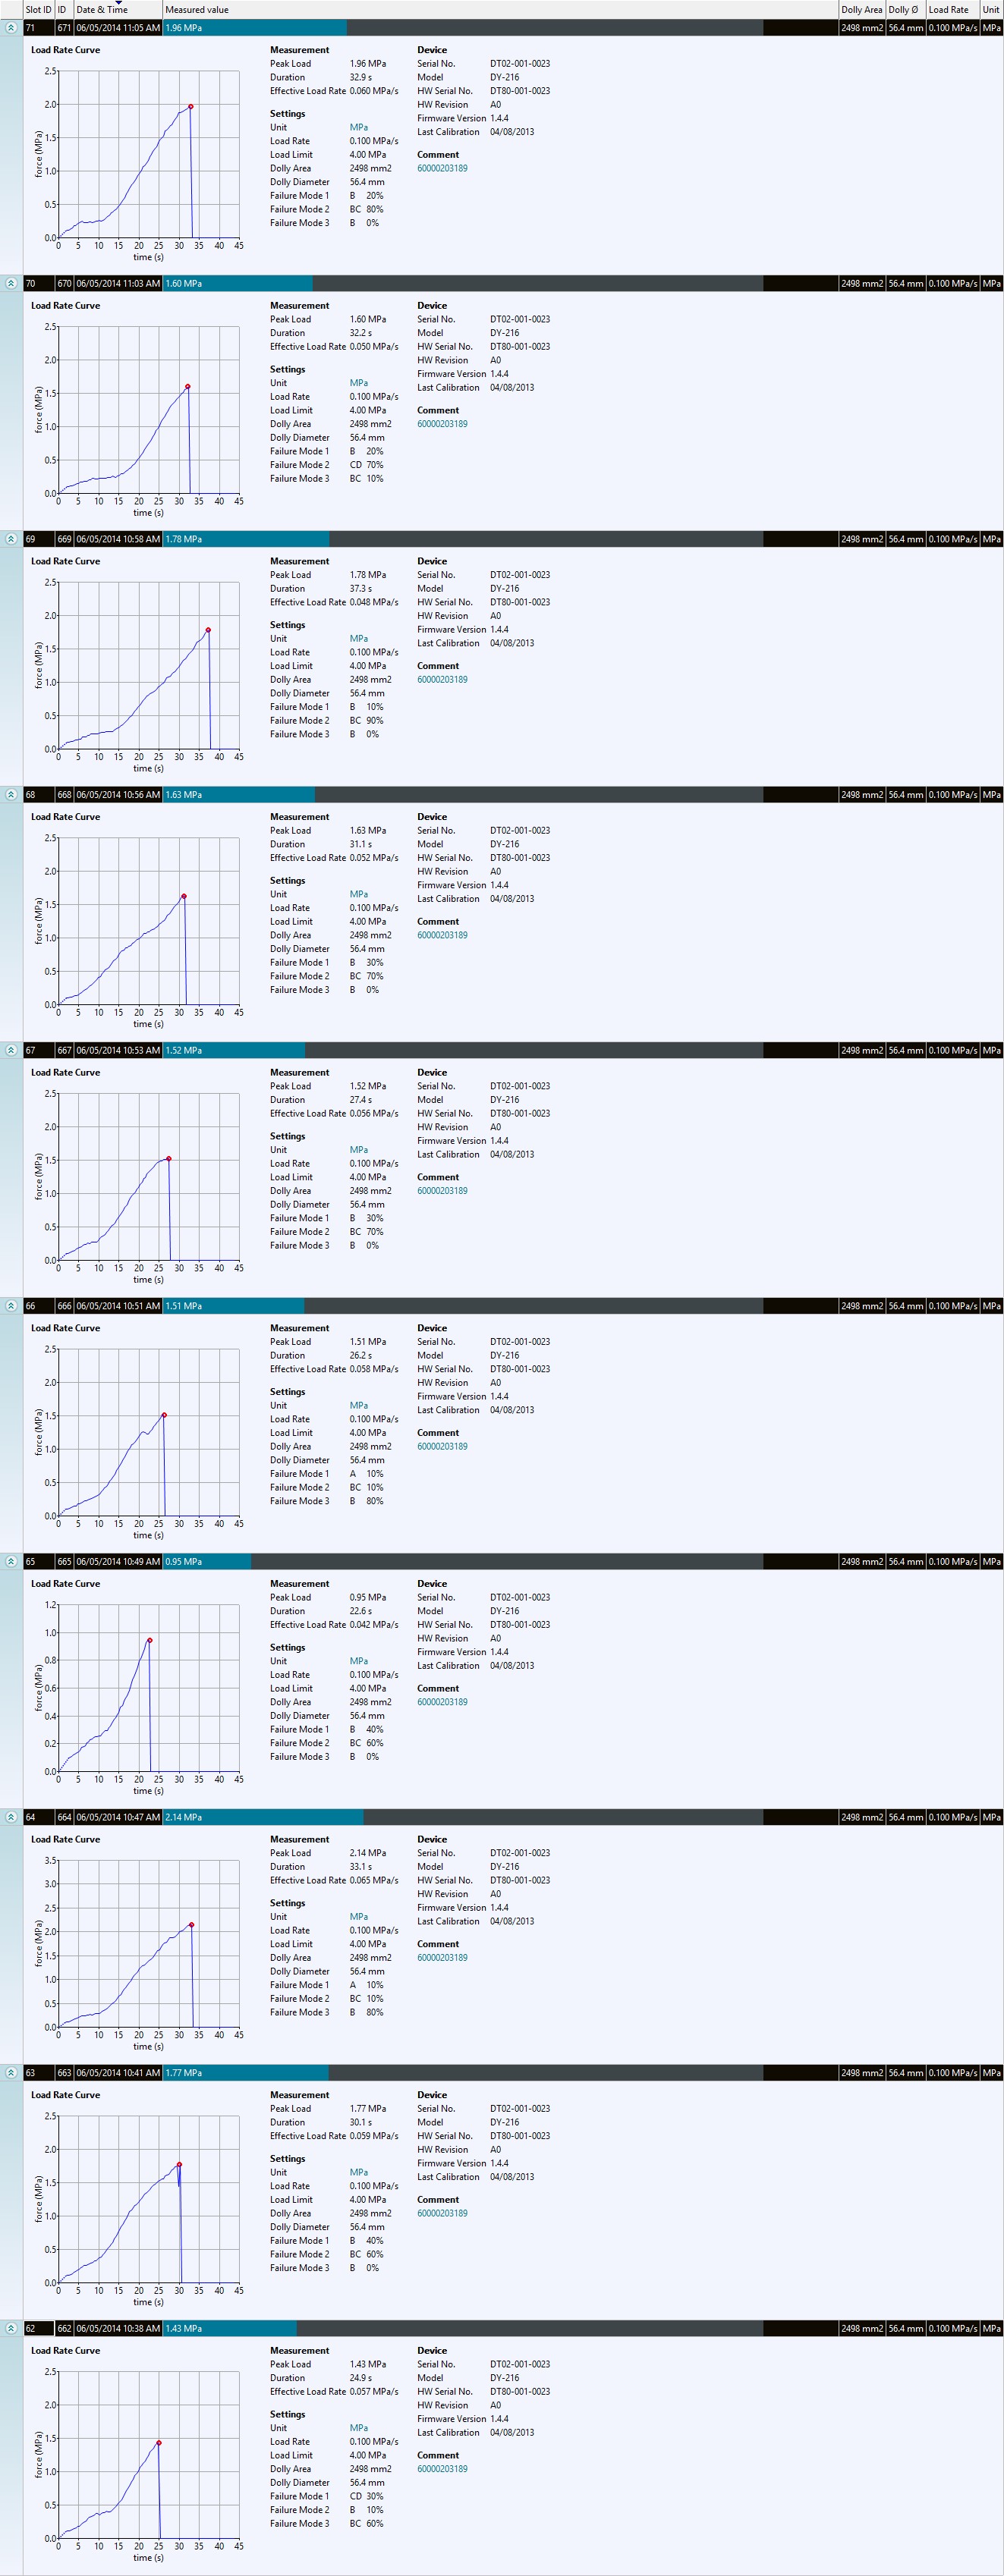 Slot ID ID Date & Time Measured value Dolly Area Dolly Ø Load Rate Unit
71 671 06/05/2014 11:05 AM 1.96 MPa 2498 mm2 56.4 mm 0.100 MPa/s MPa
Load Rate Curve
force (MPa)
2.5
2.0
1.5
1.0
0.5
0.0
0 5 10 15 20 25 30 35 40 45
time (s)
Measurement
Peak Load 1.96 MPa
Duration 32.9 s
Effective Load Rate 0.060 MPa/s
Settings
Unit MPa
Load Rate 0.100 MPa/s
Load Limit 4.00 MPa
Dolly Area 2498 mm2
Dolly Diameter 56.4 mm
Failure Mode 1 B 20%
Failure Mode 2 BC 80%
Failure Mode 3 B 0%
Device
Serial No. DT02-001-0023
Model DY-216
HW Serial No. DT80-001-0023
HW Revision A0
Firmware Version 1.4.4
Last Calibration 04/08/2013
Comment
60000203189
70 670 06/05/2014 11:03 AM 1.60 MPa 2498 mm2 56.4 mm 0.100 MPa/s MPa
Load Rate Curve
force (MPa)
2.5
2.0
1.5
1.0
0.5
0.0
0 5 10 15 20 25 30 35 40 45
time (s)
Measurement
Peak Load 1.60 MPa
Duration 32.2 s
Effective Load Rate 0.050 MPa/s
Settings
Unit MPa
Load Rate 0.100 MPa/s
Load Limit 4.00 MPa
Dolly Area 2498 mm2
Dolly Diameter 56.4 mm
Failure Mode 1 B 20%
Failure Mode 2 CD 70%
Failure Mode 3 BC 10%
Device
Serial No. DT02-001-0023
Model DY-216
HW Serial No. DT80-001-0023
HW Revision A0
Firmware Version 1.4.4
Last Calibration 04/08/2013
Comment
60000203189
69 669 06/05/2014 10:58 AM 1.78 MPa 2498 mm2 56.4 mm 0.100 MPa/s MPa
Load Rate Curve
force (MPa)
2.5
2.0
1.5
1.0
0.5
0.0
0 5 10 15 20 25 30 35 40 45
time (s)
Measurement
Peak Load 1.78 MPa
Duration 37.3 s
Effective Load Rate 0.048 MPa/s
Settings
Unit MPa
Load Rate 0.100 MPa/s
Load Limit 4.00 MPa
Dolly Area 2498 mm2
Dolly Diameter 56.4 mm
Failure Mode 1 B 10%
Failure Mode 2 BC 90%
Failure Mode 3 B 0%
Device
Serial No. DT02-001-0023
Model DY-216
HW Serial No. DT80-001-0023
HW Revision A0
Firmware Version 1.4.4
Last Calibration 04/08/2013
Comment
60000203189
68 668 06/05/2014 10:56 AM 1.63 MPa 2498 mm2 56.4 mm 0.100 MPa/s MPa
Load Rate Curve
force (MPa)
2.5
2.0
1.5
1.0
0.5
0.0
0 5 10 15 20 25 30 35 40 45
time (s)
Measurement
Peak Load 1.63 MPa
Duration 31.1 s
Effective Load Rate 0.052 MPa/s
Settings
Unit MPa
Load Rate 0.100 MPa/s
Load Limit 4.00 MPa
Dolly Area 2498 mm2
Dolly Diameter 56.4 mm
Failure Mode 1 B 30%
Failure Mode 2 BC 70%
Failure Mode 3 B 0%
Device
Serial No. DT02-001-0023
Model DY-216
HW Serial No. DT80-001-0023
HW Revision A0
Firmware Version 1.4.4
Last Calibration 04/08/2013
Comment
60000203189
67 667 06/05/2014 10:53 AM 1.52 MPa 2498 mm2 56.4 mm 0.100 MPa/s MPa
Load Rate Curve
force (MPa)
2.5
2.0
1.5
1.0
0.5
0.0
0 5 10 15 20 25 30 35 40 45
time (s)
Measurement
Peak Load 1.52 MPa
Duration 27.4 s
Effective Load Rate 0.056 MPa/s
Settings
Unit MPa
Load Rate 0.100 MPa/s
Load Limit 4.00 MPa
Dolly Area 2498 mm2
Dolly Diameter 56.4 mm
Failure Mode 1 B 30%
Failure Mode 2 BC 70%
Failure Mode 3 B 0%
Device
Serial No. DT02-001-0023
Model DY-216
HW Serial No. DT80-001-0023
HW Revision A0
Firmware Version 1.4.4
Last Calibration 04/08/2013
Comment
60000203189
66 666 06/05/2014 10:51 AM 1.51 MPa 2498 mm2 56.4 mm 0.100 MPa/s MPa
Load Rate Curve
force (MPa)
2.5
2.0
1.5
1.0
0.5
0.0
0 5 10 15 20 25 30 35 40 45
time (s)
Measurement
Peak Load 1.51 MPa
Duration 26.2 s
Effective Load Rate 0.058 MPa/s
Settings
Unit MPa
Load Rate 0.100 MPa/s
Load Limit 4.00 MPa
Dolly Area 2498 mm2
Dolly Diameter 56.4 mm
Failure Mode 1 A 10%
Failure Mode 2 BC 10%
Failure Mode 3 B 80%
Device
Serial No. DT02-001-0023
Model DY-216
HW Serial No. DT80-001-0023
HW Revision A0
Firmware Version 1.4.4
Last Calibration 04/08/2013
Comment
60000203189
65 665 06/05/2014 10:49 AM 0.95 MPa 2498 mm2 56.4 mm 0.100 MPa/s MPa
Load Rate Curve
force (MPa)
1.2
1.0
0.8
0.6
0.4
0.2
0.0
0 5 10 15 20 25 30 35 40 45
time (s)
Measurement
Peak Load 0.95 MPa
Duration 22.6 s
Effective Load Rate 0.042 MPa/s
Settings
Unit MPa
Load Rate 0.100 MPa/s
Load Limit 4.00 MPa
Dolly Area 2498 mm2
Dolly Diameter 56.4 mm
Failure Mode 1 B 40%
Failure Mode 2 BC 60%
Failure Mode 3 B 0%
Device
Serial No. DT02-001-0023
Model DY-216
HW Serial No. DT80-001-0023
HW Revision A0
Firmware Version 1.4.4
Last Calibration 04/08/2013
Comment
60000203189
64 664 06/05/2014 10:47 AM 2.14 MPa 2498 mm2 56.4 mm 0.100 MPa/s MPa
Load Rate Curve
force (MPa)
3.5
3.0
2.5
2.0
1.5
1.0
0.5
0.0
0 5 10 15 20 25 30 35 40 45
time (s)
Measurement
Peak Load 2.14 MPa
Duration 33.1 s
Effective Load Rate 0.065 MPa/s
Settings
Unit MPa
Load Rate 0.100 MPa/s
Load Limit 4.00 MPa
Dolly Area 2498 mm2
Dolly Diameter 56.4 mm
Failure Mode 1 A 10%
Failure Mode 2 BC 10%
Failure Mode 3 B 80%
Device
Serial No. DT02-001-0023
Model DY-216
HW Serial No. DT80-001-0023
HW Revision A0
Firmware Version 1.4.4
Last Calibration 04/08/2013
Comment
60000203189
63 663 06/05/2014 10:41 AM 1.77 MPa 2498 mm2 56.4 mm 0.100 MPa/s MPa
Load Rate Curve
force (MPa)
2.5
2.0
1.5
1.0
0.5
0.0
0 5 10 15 20 25 30 35 40 45
time (s)
Measurement
Peak Load 1.77 MPa
Duration 30.1 s
Effective Load Rate 0.059 MPa/s
Settings
Unit MPa
Load Rate 0.100 MPa/s
Load Limit 4.00 MPa
Dolly Area 2498 mm2
Dolly Diameter 56.4 mm
Failure Mode 1 B 40%
Failure Mode 2 BC 60%
Failure Mode 3 B 0%
Device
Serial No. DT02-001-0023
Model DY-216
HW Serial No. DT80-001-0023
HW Revision A0
Firmware Version 1.4.4
Last Calibration 04/08/2013
Comment
60000203189
62 662 06/05/2014 10:38 AM 1.43 MPa 2498 mm2 56.4 mm 0.100 MPa/s MPa
Load Rate Curve
force (MPa)
2.5
2.0
1.5
1.0
0.5
0.0
0 5 10 15 20 25 30 35 40 45
time (s)
Measurement
Peak Load 1.43 MPa
Duration 24.9 s
Effective Load Rate 0.057 MPa/s
Settings
Unit MPa
Load Rate 0.100 MPa/s
Load Limit 4.00 MPa
Dolly Area 2498 mm2
Dolly Diameter 56.4 mm
Failure Mode 1 CD 30%
Failure Mode 2 B 10%
Failure Mode 3 BC 60%
Device
Serial No. DT02-001-0023
Model DY-216
HW Serial No. DT80-001-0023
HW Revision A0
Firmware Version 1.4.4
Last Calibration 04/08/2013
Comment
60000203189